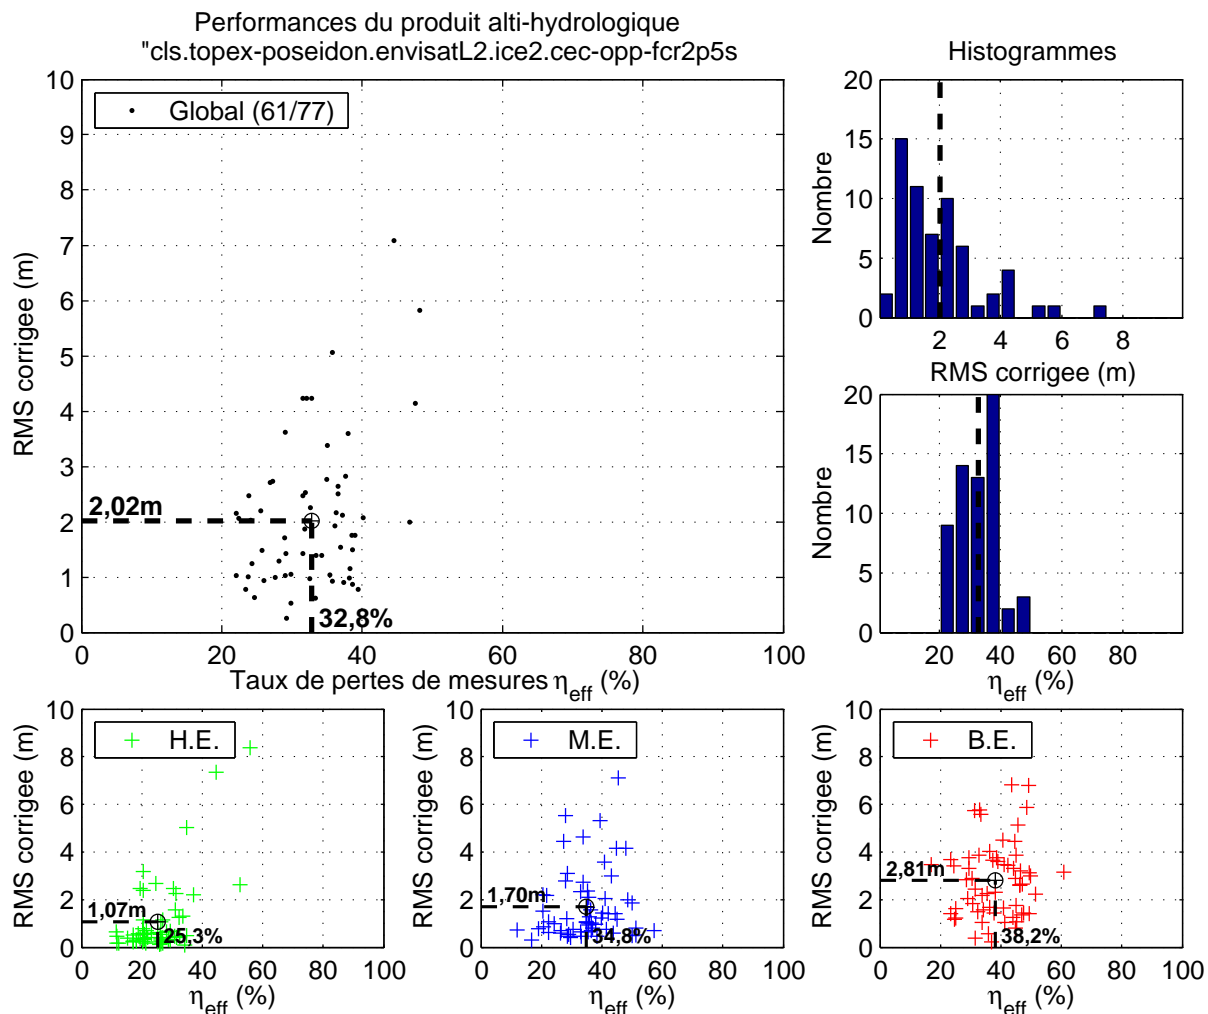 Performances du produit alti-hydrologique
"cls.topex-poseidon.envisatL2.ice2.cec-opp-fcr2p5s
Global (61/77)
RMS corrigee (m)
10
9
8
7
6
5
4
3
2
1
0
2,02m
32,8%
0 20 40 60 80 100
Taux de pertes de mesures η_eff (%)
Histogrammes
Nombre
20
15
10
5
0
2 4 6 8
RMS corrigee (m)
Nombre
20
15
10
5
0
20 40 60 80
η_eff (%)
H.E.
RMS corrigee (m)
10
8
6
4
2
0
1,07m
25,3%
0 20 40 60 80 100
η_eff (%)
M.E.
RMS corrigee (m)
10
8
6
4
2
0
1,70m
34,8%
0 20 40 60 80 100
η_eff (%)
B.E.
RMS corrigee (m)
10
8
6
4
2
0
2,81m
38,2%
0 20 40 60 80 100
η_eff (%)